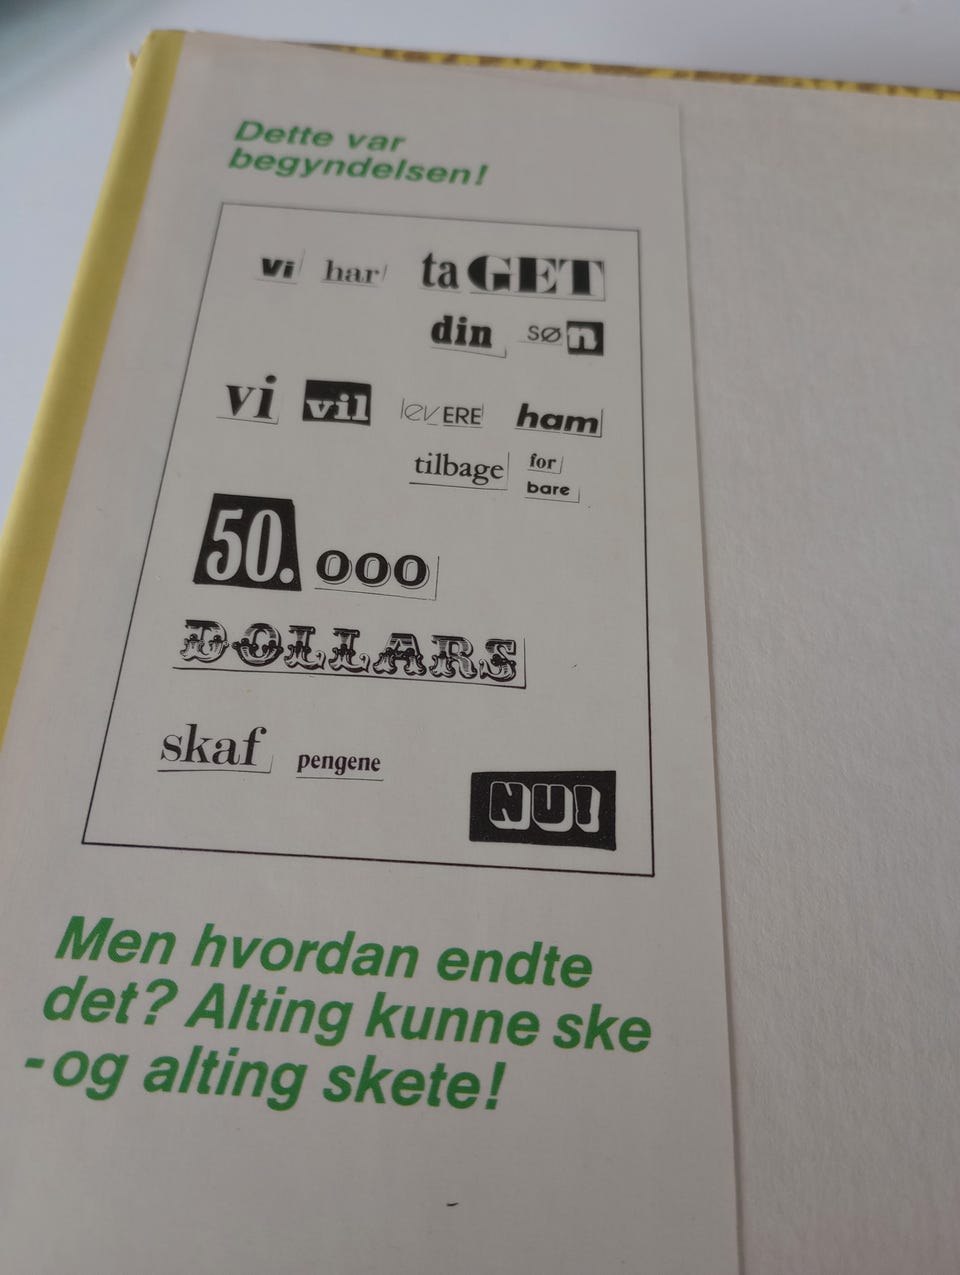 Dette var
begyndelsen!
vi har taGET
din søn
vi vil levERE ham
tilbage for
bare
50.000
DOLLARS
skaf pengene
NU!
Men hvordan endte
det? Alting kunne ske
- og alting skete!